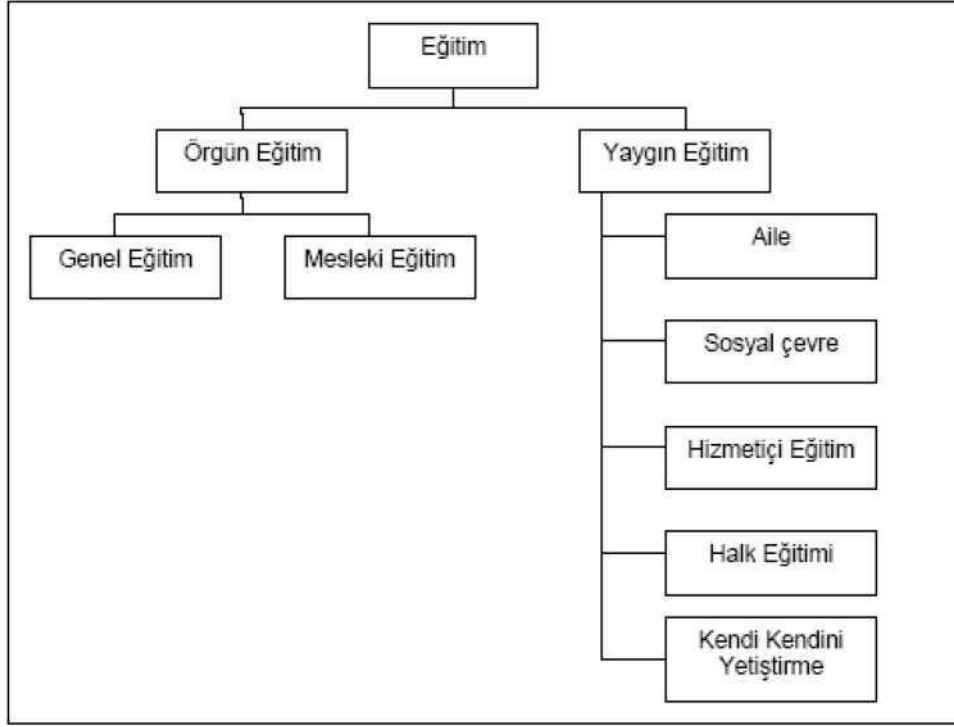 Eğitim
Örgün Eğitim
Yaygın Eğitim
Genel Eğitim
Mesleki Eğitim
Aile
Sosyal çevre
Hizmetiçi Eğitim
Halk Eğitimi
Kendi Kendini
Yetiştirme